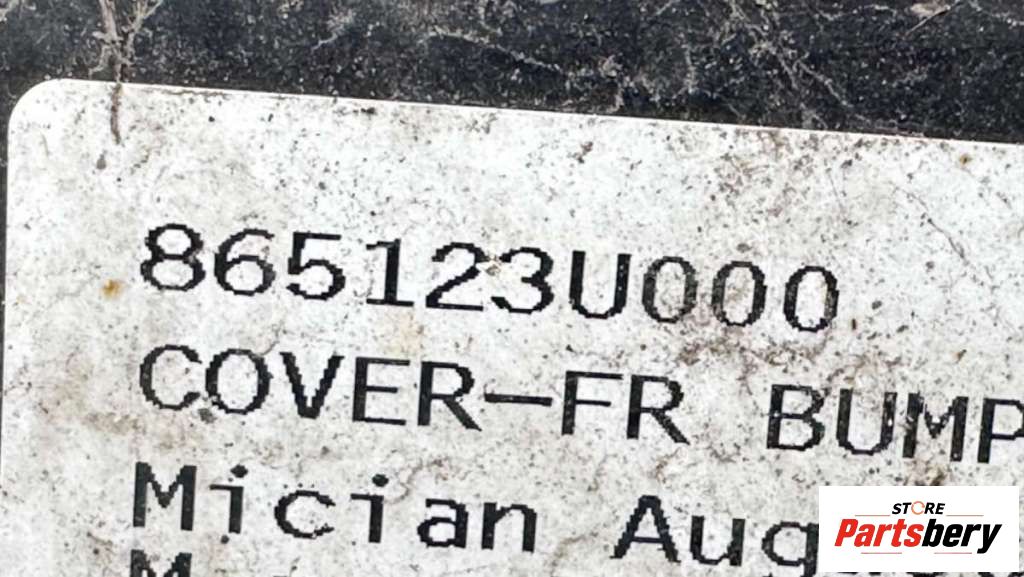 865123U000
COVER-FR BUMP
Mician Aug
STORE
Partsbery